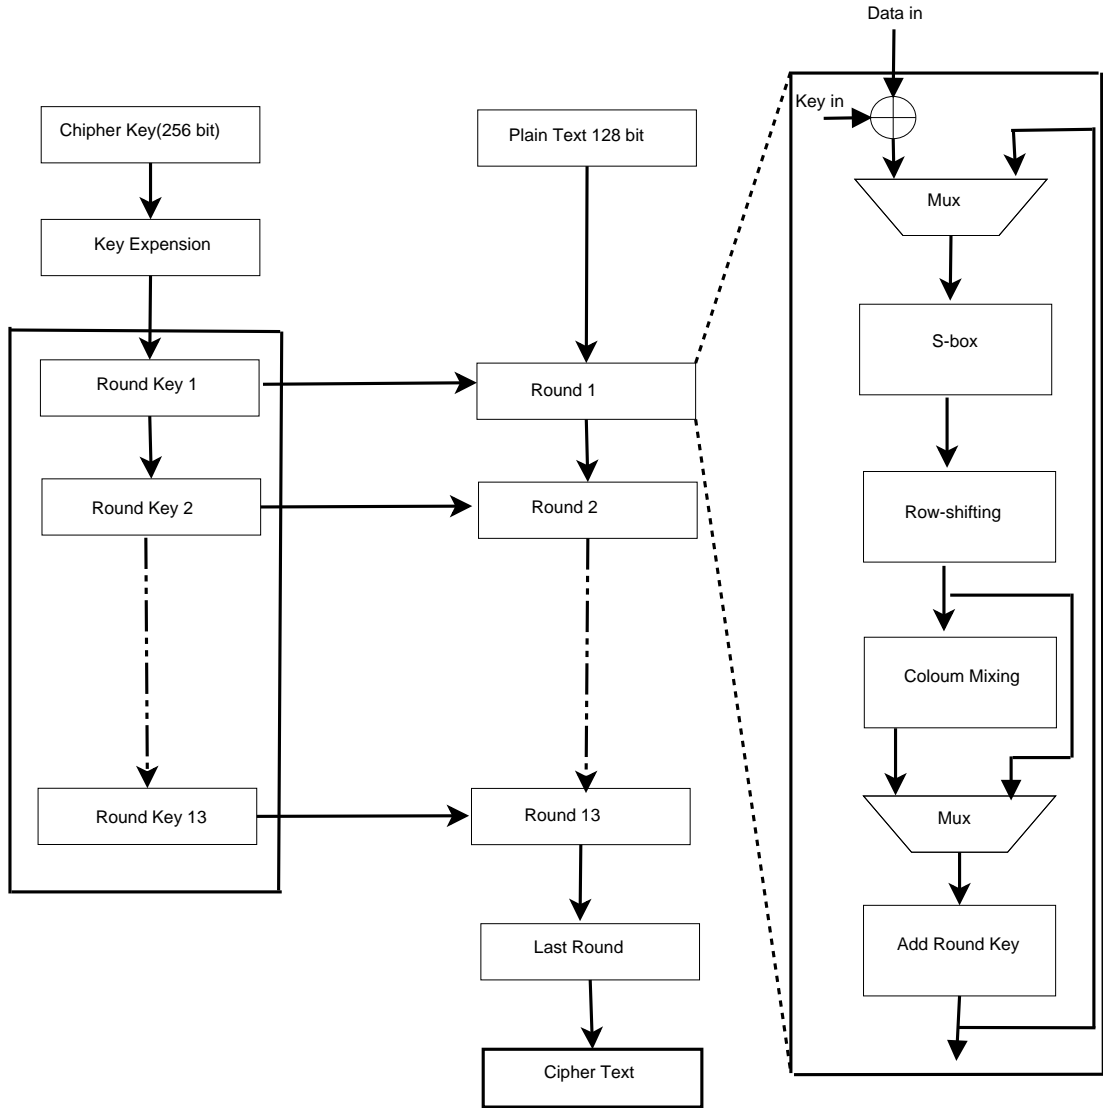 Data in
Key in
Chipher Key(256 bit)
Plain Text 128 bit
Mux
Key Expension
S-box
Round Key 1
Round 1
Round Key 2
Round 2
Row-shifting
Coloum Mixing
Round Key 13
Round 13
Mux
Last Round
Add Round Key
Cipher Text